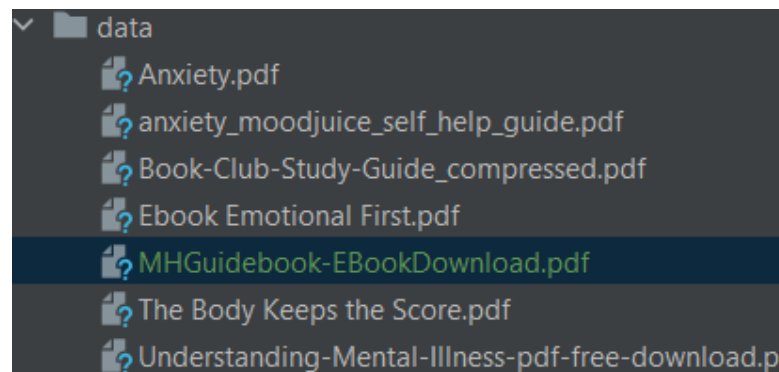 data
Anxiety.pdf
anxiety_moodjuice_self_help_guide.pdf
Book-Club-Study-Guide_compressed.pdf
Ebook Emotional First.pdf
MHGuidebook-EBookDownload.pdf
The Body Keeps the Score.pdf
Understanding-Mental-Illness-pdf-free-download.p